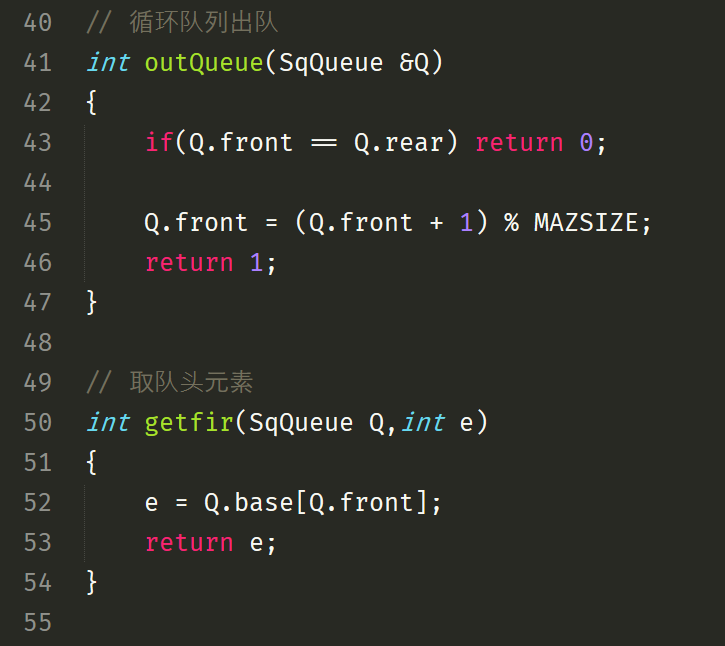 40 // 循环队列出队
41 int outQueue(SqQueue &Q)
42 {
43     if(Q.front == Q.rear) return 0;
44
45     Q.front = (Q.front + 1) % MAZSIZE;
46     return 1;
47 }
48
49 // 取队头元素
50 int getfir(SqQueue Q,int e)
51 {
52     e = Q.base[Q.front];
53     return e;
54 }
55